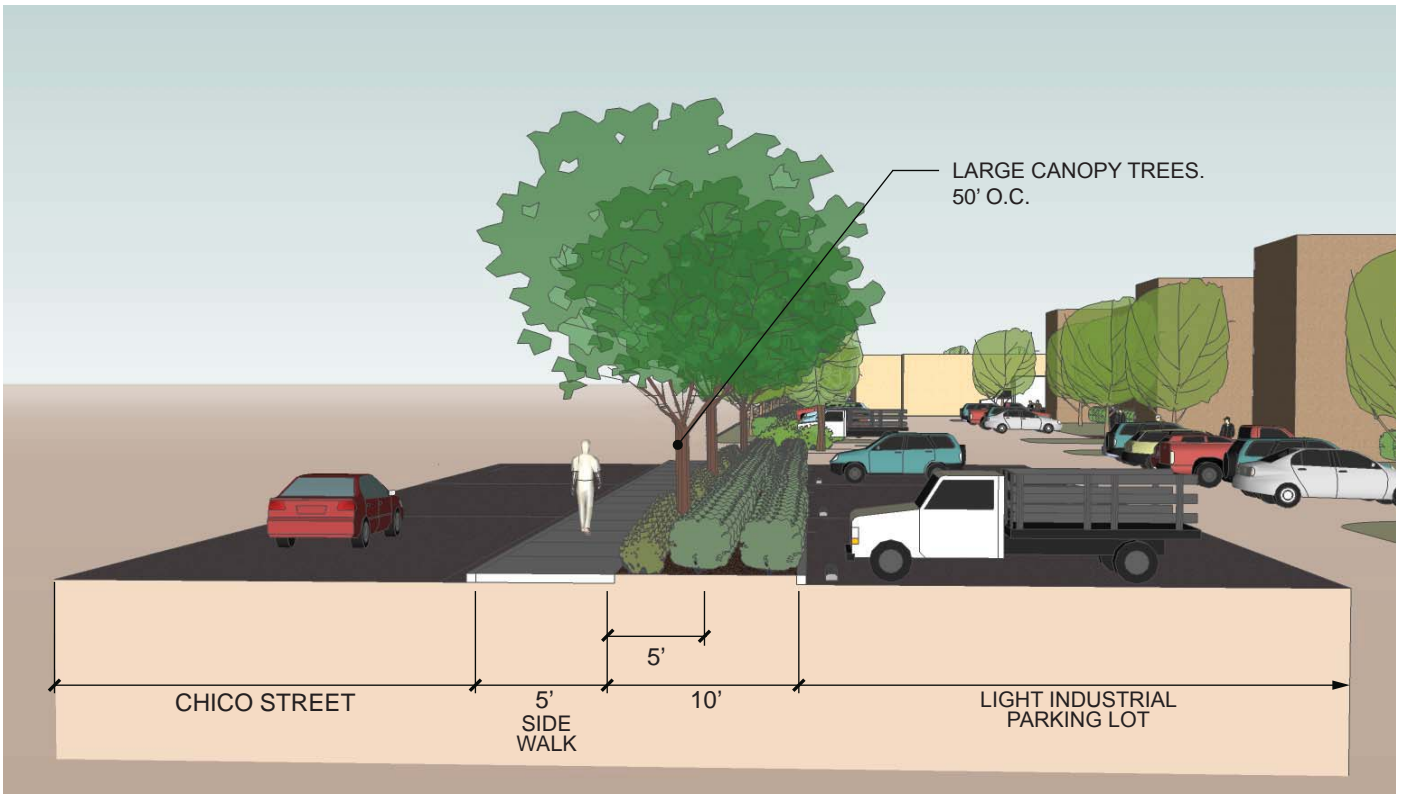 LARGE CANOPY TREES.
50’ O.C.
5’
CHICO STREET
5’
SIDE
WALK
10’
LIGHT INDUSTRIAL
PARKING LOT